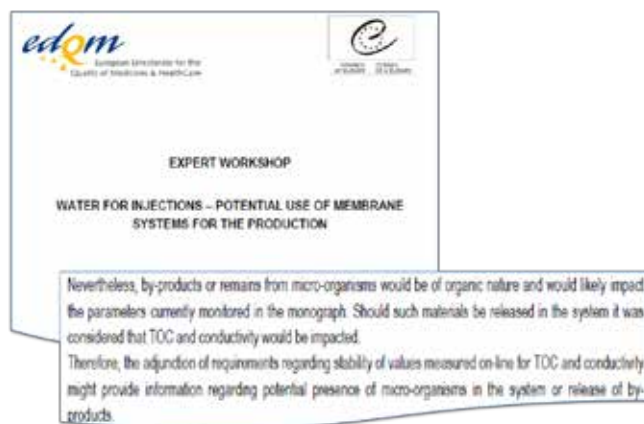 edqm
European Directorate for the
Quality of Medicines & HealthCare
EXPERT WORKSHOP
WATER FOR INJECTIONS – POTENTIAL USE OF MEMBRANE
SYSTEMS FOR THE PRODUCTION
Nevertheless, by-products or remains from micro-organisms would be of organic nature and would likely impact
the parameters currently monitored in the monograph. Should such materials be released in the system it was
considered that TOC and conductivity would be impacted.
Therefore, the adjunction of requirements regarding stability of values measured on-line for TOC and conductivity
might provide information regarding potential presence of micro-organisms in the system or release of by-
products.